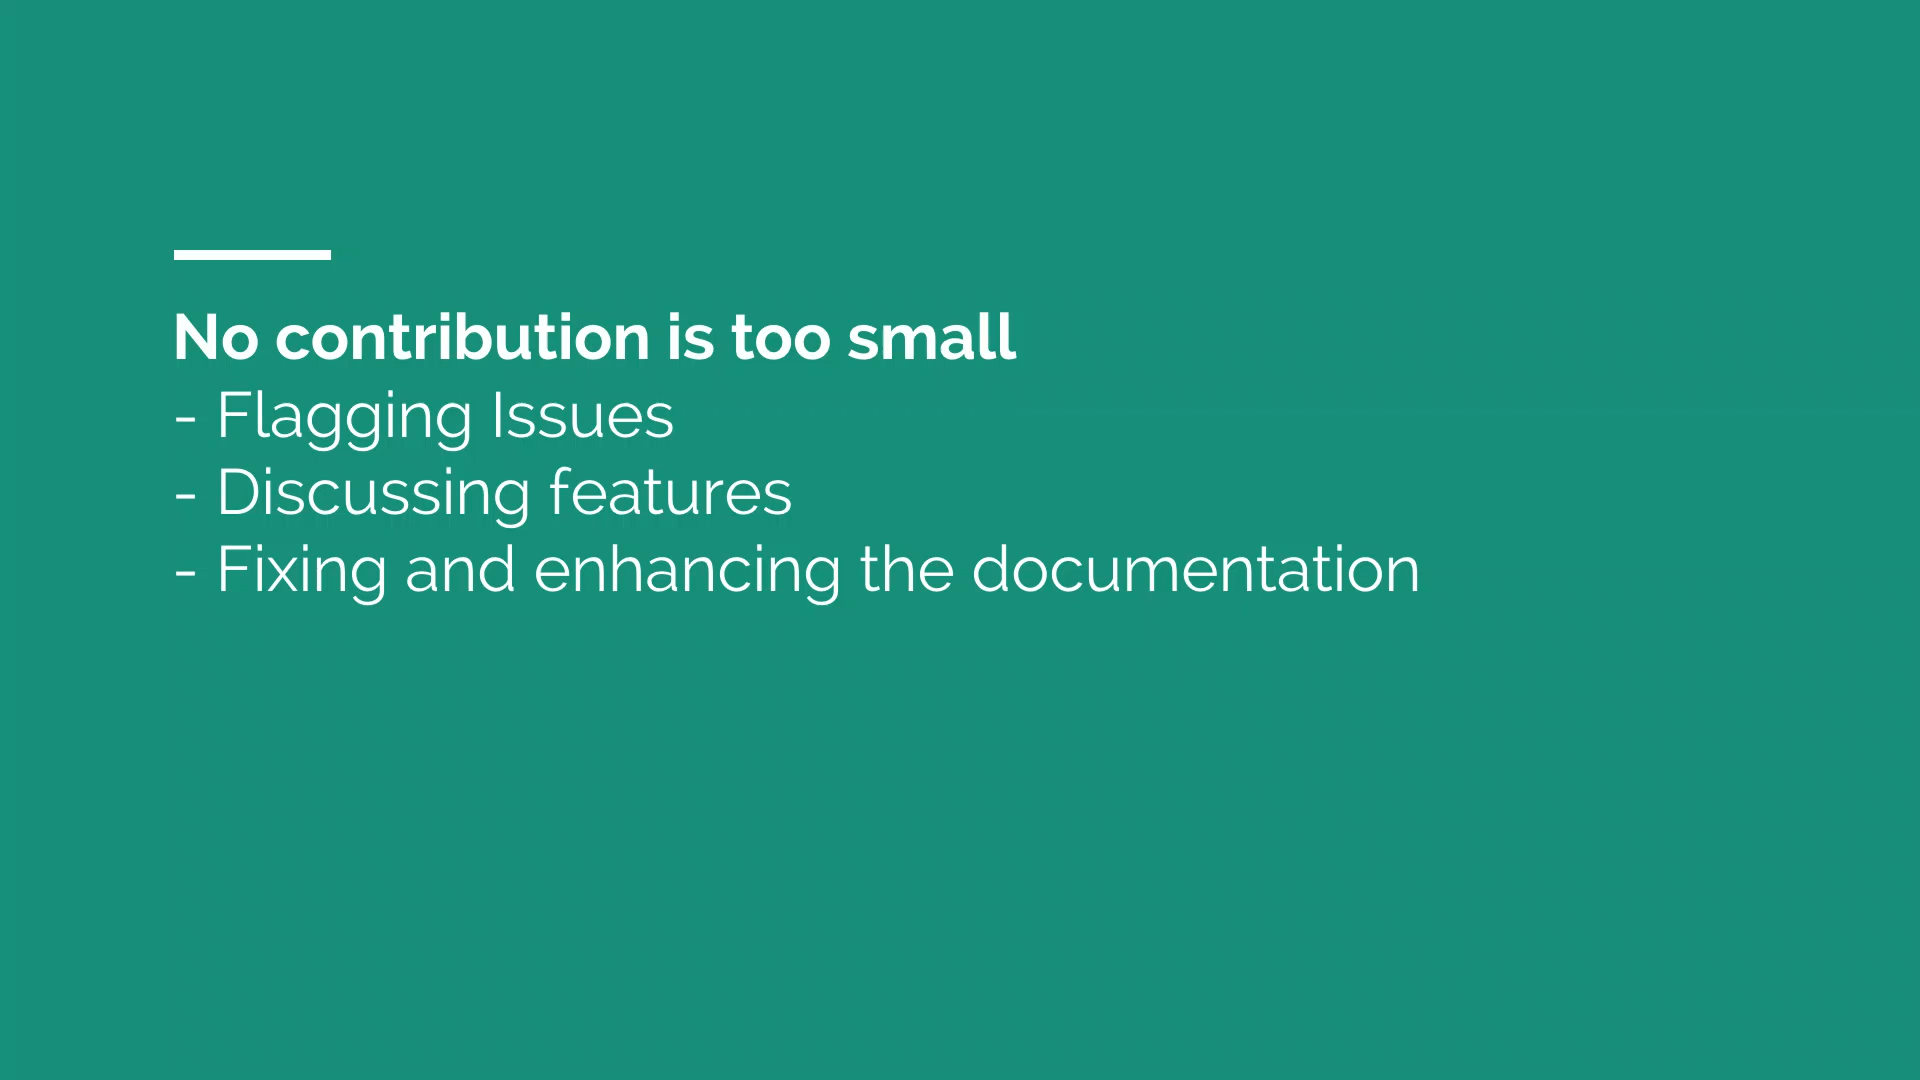 No contribution is too small
- Flagging Issues
- Discussing features
- Fixing and enhancing the documentation